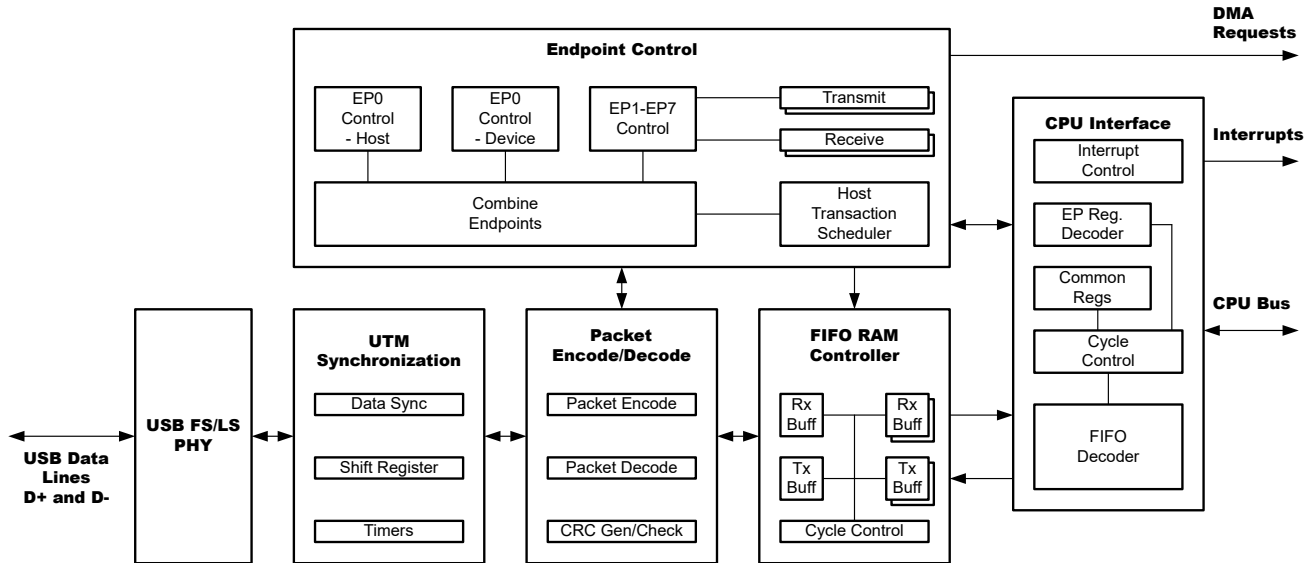 DMA
Requests
Endpoint Control
EP0
Control
- Host
EP0
Control
- Device
EP1-EP7
Control
Transmit
Receive
Combine
Endpoints
Host
Transaction
Scheduler
CPU Interface
Interrupt
Control
EP Reg.
Decoder
Common
Regs
Cycle
Control
FIFO
Decoder
Interrupts
CPU Bus
USB Data
Lines
D+ and D-
USB FS/LS
PHY
UTM
Synchronization
Data Sync
Shift Register
Timers
Packet
Encode/Decode
Packet Encode
Packet Decode
CRC Gen/Check
FIFO RAM
Controller
Rx
Buff
Rx
Buff
Tx
Buff
Tx
Buff
Cycle Control